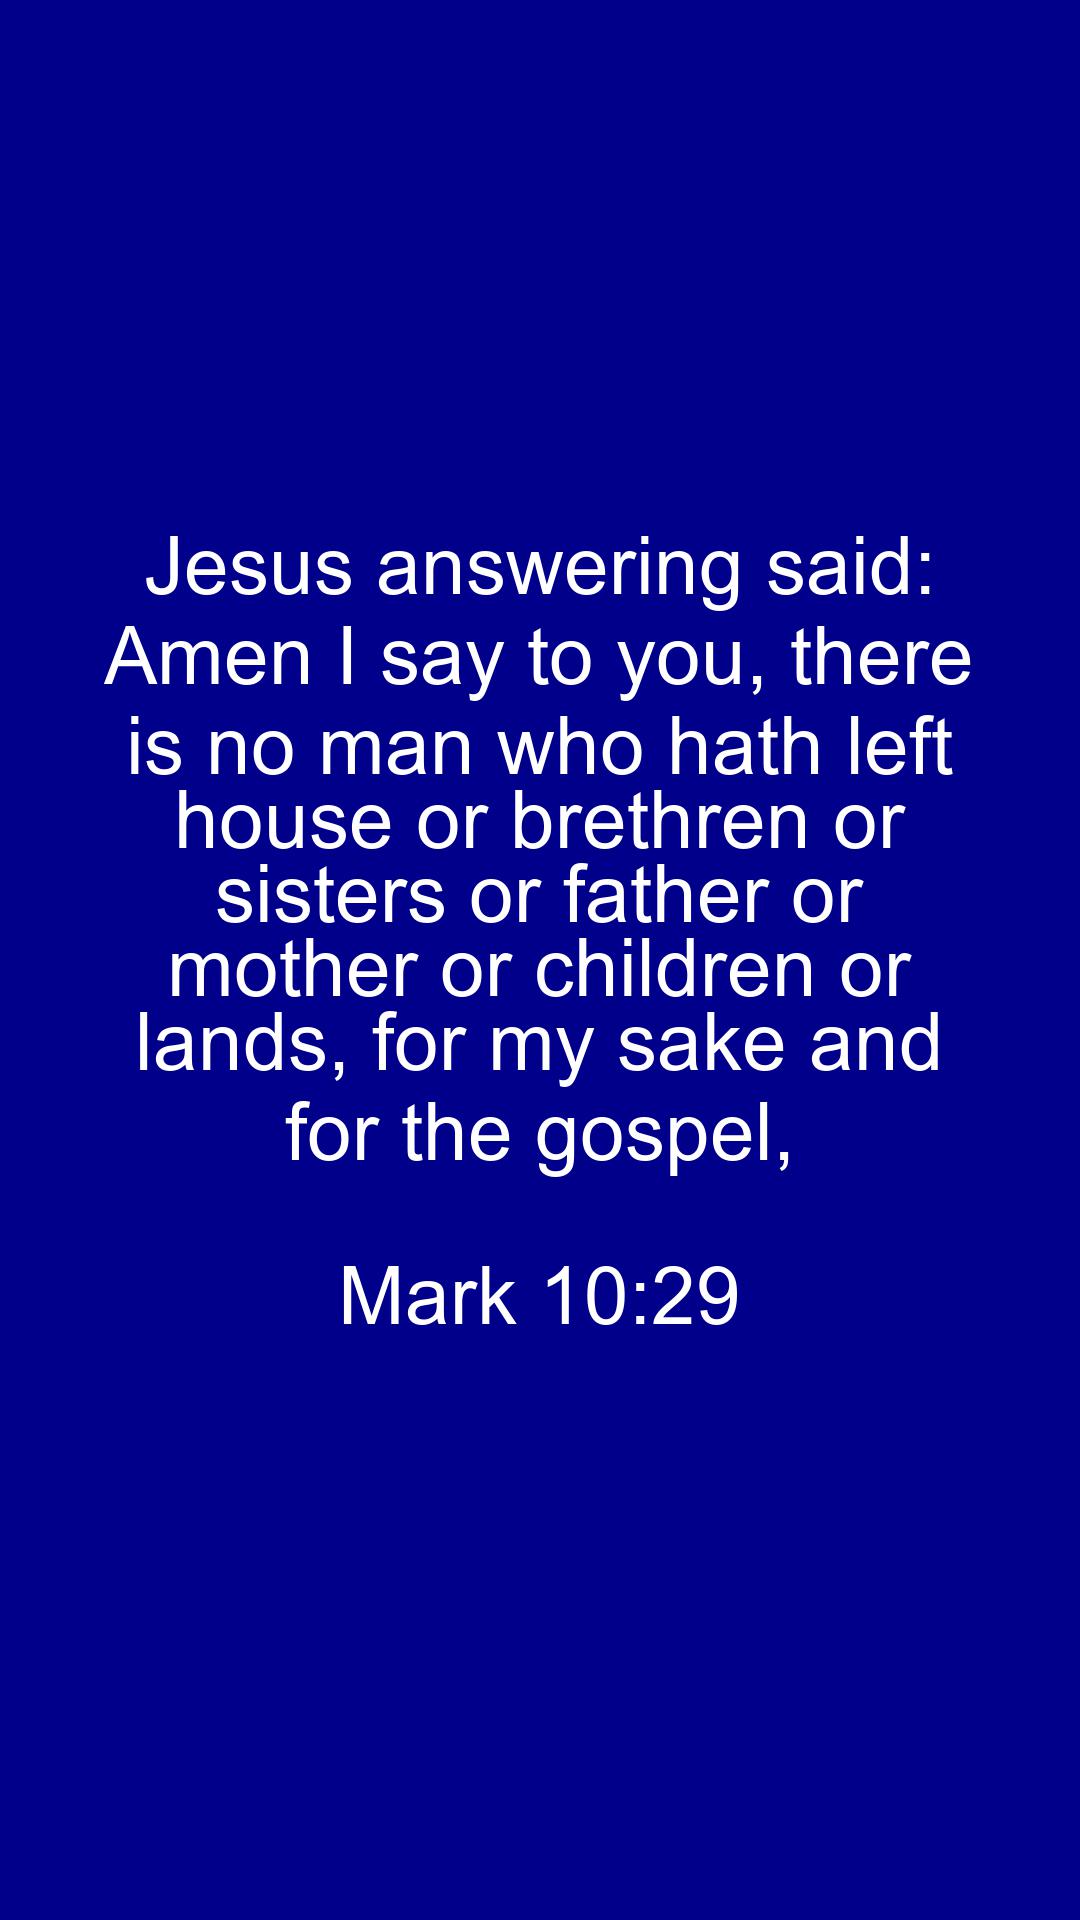 Jesus answering said:
Amen I say to you, there
is no man who hath left
house or brethren or
sisters or father or
mother or children or
lands, for my sake and
for the gospel,
Mark 10:29